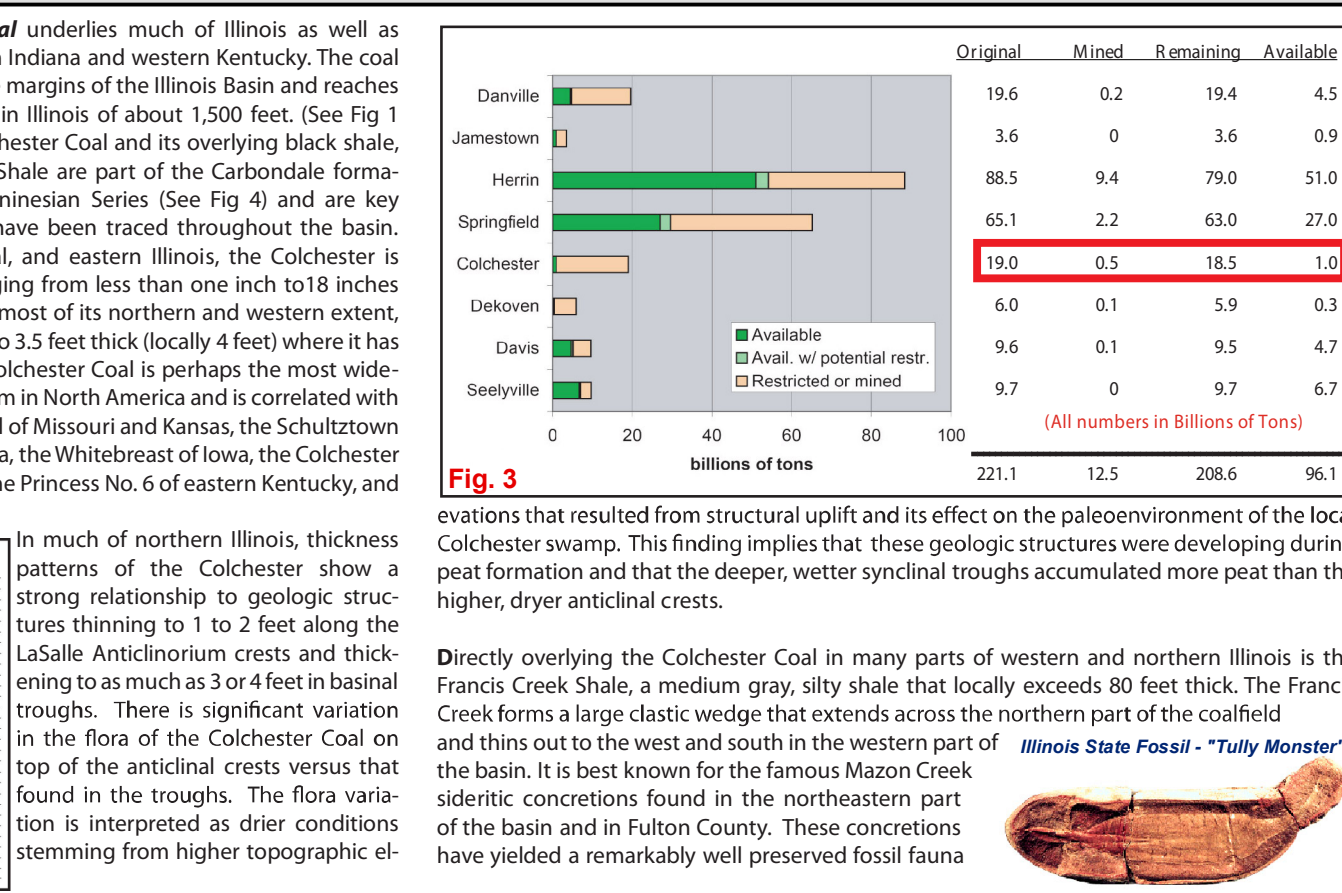 al underlies much of Illinois as well as
Indiana and western Kentucky. The coal
margins of the Illinois Basin and reaches
in Illinois of about 1,500 feet. (See Fig 1
hester Coal and its overlying black shale,
Shale are part of the Carbondale forma-
ninesian Series (See Fig 4) and are key
have been traced throughout the basin.
al, and eastern Illinois, the Colchester is
ging from less than one inch to18 inches
most of its northern and western extent,
o 3.5 feet thick (locally 4 feet) where it has
olchester Coal is perhaps the most wide-
m in North America and is correlated with
l of Missouri and Kansas, the Schultztown
a, the Whitebreast of Iowa, the Colchester
he Princess No. 6 of eastern Kentucky, and
In much of northern Illinois, thickness
patterns of the Colchester show a
strong relationship to geologic struc-
tures thinning to 1 to 2 feet along the
LaSalle Anticlinorium crests and thick-
ening to as much as 3 or 4 feet in basinal
troughs. There is significant variation
in the flora of the Colchester Coal on
top of the anticlinal crests versus that
found in the troughs. The flora varia-
tion is interpreted as drier conditions
stemming from higher topographic el-
Original Mined Remaining Available
Danville 19.6 0.2 19.4 4.5
Jamestown 3.6 0 3.6 0.9
Herrin 88.5 9.4 79.0 51.0
Springfield 65.1 2.2 63.0 27.0
Colchester 19.0 0.5 18.5 1.0
Dekoven 6.0 0.1 5.9 0.3
Available
Davis 9.6 0.1 9.5 4.7
Avail. w/ potential restr.
Restricted or mined
Seelyville 9.7 0 9.7 6.7
(All numbers in Billions of Tons)
0 20 40 60 80 100
billions of tons
Fig. 3
221.1 12.5 208.6 96.1
evations that resulted from structural uplift and its effect on the paleoenvironment of the loca
Colchester swamp. This finding implies that these geologic structures were developing durin
peat formation and that the deeper, wetter synclinal troughs accumulated more peat than th
higher, dryer anticlinal crests.
Directly overlying the Colchester Coal in many parts of western and northern Illinois is th
Francis Creek Shale, a medium gray, silty shale that locally exceeds 80 feet thick. The Franc
Creek forms a large clastic wedge that extends across the northern part of the coalfield
and thins out to the west and south in the western part of
the basin. It is best known for the famous Mazon Creek
sideritic concretions found in the northeastern part
of the basin and in Fulton County. These concretions
have yielded a remarkably well preserved fossil fauna
Illinois State Fossil - "Tully Monster"